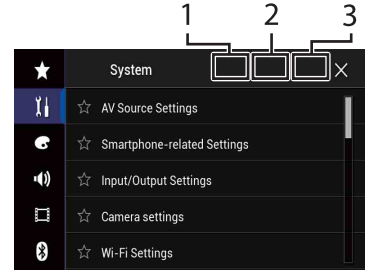 1 2 3
System
AV Source Settings
Smartphone-related Settings
Input/Output Settings
Camera settings
Wi-Fi Settings